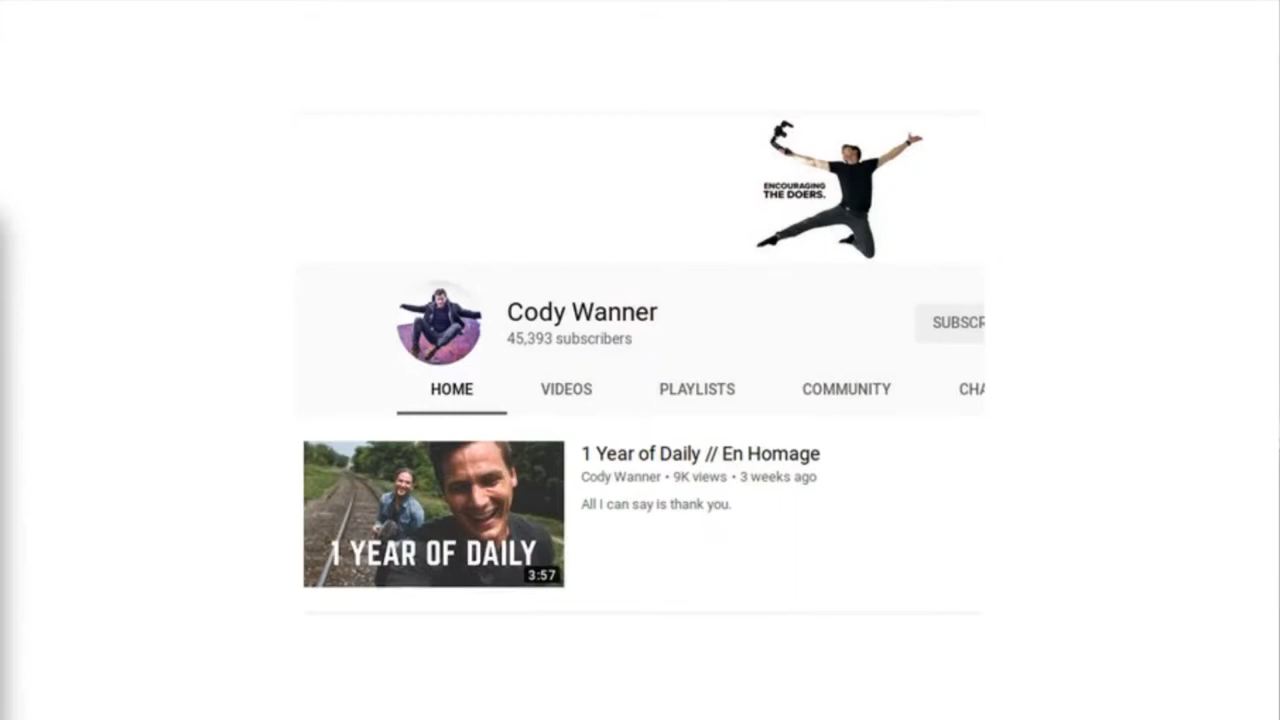 ENCOURAGING
THE DOERS.
Cody Wanner
45,393 subscribers
SUBSCR
HOME VIDEOS PLAYLISTS COMMUNITY CHA
1 YEAR OF DAILY
3:57
1 Year of Daily // En Homage
Cody Wanner • 9K views • 3 weeks ago
All I can say is thank you.